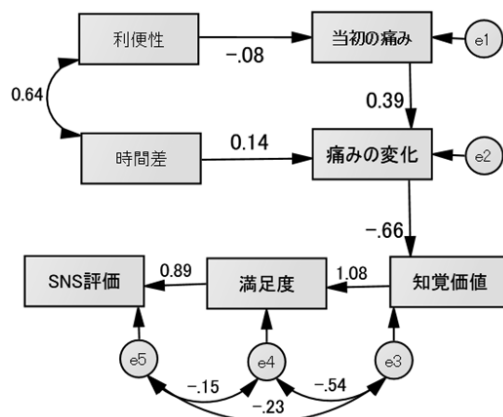 利便性
-.08
当初の痛み
e1
0.64
0.39
時間差
0.14
痛みの変化
e2
-.66
SNS評価
0.89
満足度
1.08
知覚価値
e5
e4
e3
-.15
-.54
-.23